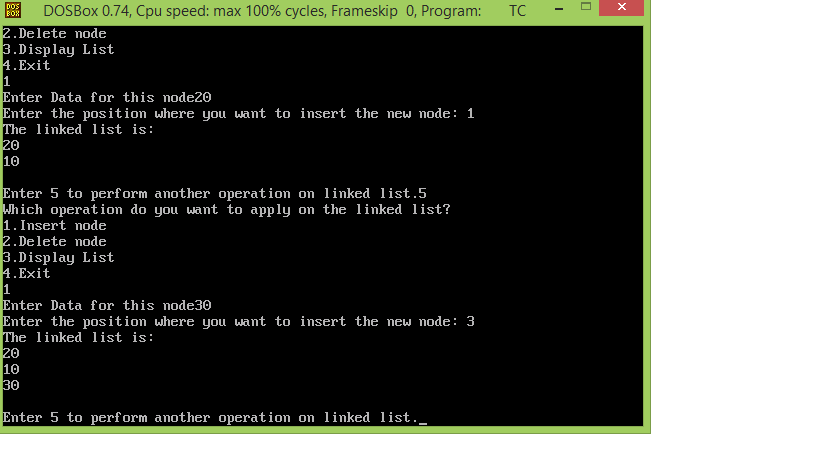 DOS BOX DOSBox 0.74, Cpu speed: max 100% cycles, Frameskip 0, Program: TC
2.Delete node
3.Display List
4.Exit
1
Enter Data for this node20
Enter the position where you want to insert the new node: 1
The linked list is:
20
10
Enter 5 to perform another operation on linked list.5
Which operation do you want to apply on the linked list?
1.Insert node
2.Delete node
3.Display List
4.Exit
1
Enter Data for this node30
Enter the position where you want to insert the new node: 3
The linked list is:
20
10
30
Enter 5 to perform another operation on linked list._